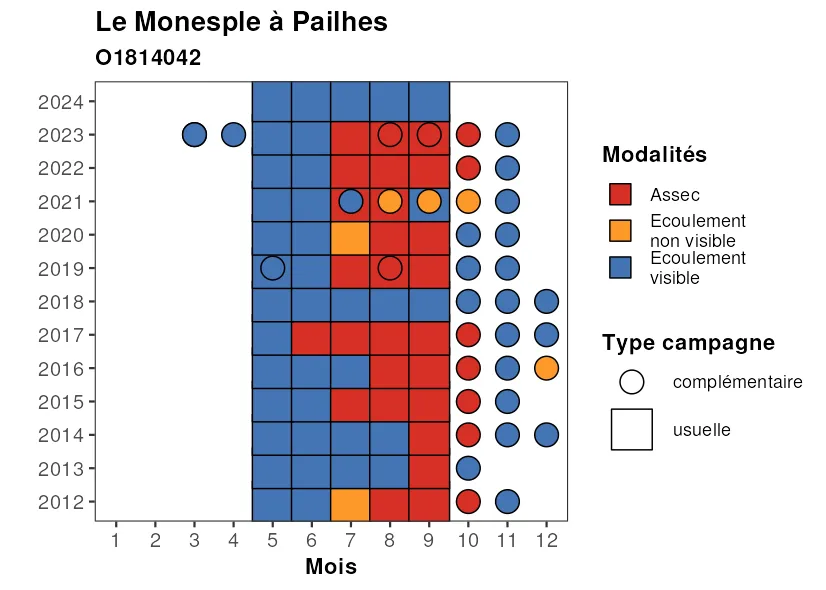 Le Monesple à Pailhes
O1814042
2024
2023
2022
2021
2020
2019
2018
2017
2016
2015
2014
2013
2012
1 2 3 4 5 6 7 8 9 10 11 12
Mois
Modalités
Assec
Ecoulement
non visible
Ecoulement
visible
Type campagne
complémentaire
usuelle